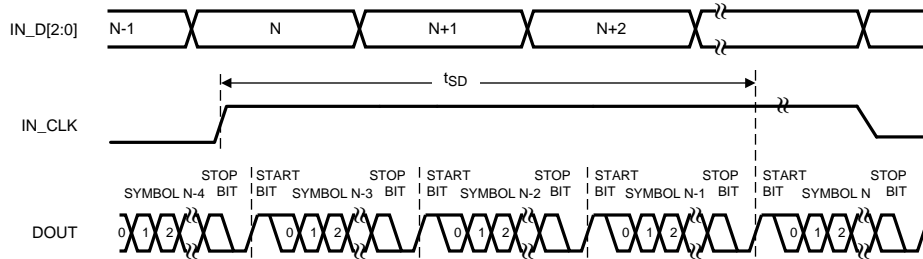 IN_D[2:0] N-1 N N+1 N+2
tSD
IN_CLK
STOP START STOP START STOP START STOP START STOP
SYMBOL N-4 BIT BIT SYMBOL N-3 BIT BIT SYMBOL N-2 BIT BIT SYMBOL N-1 BIT BIT SYMBOL N BIT
DOUT 0 1 2 0 1 2 0 1 2 0 1 2 0 1 2